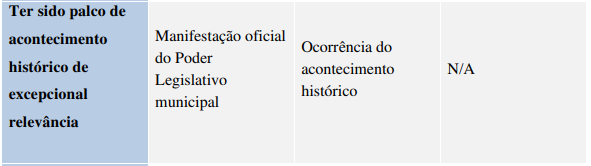 Ter sido palco de
acontecimento
histórico de
excepcional
relevância
Manifestação oficial
do Poder
Legislativo
municipal
Ocorrência do
acontecimento
histórico
N/A